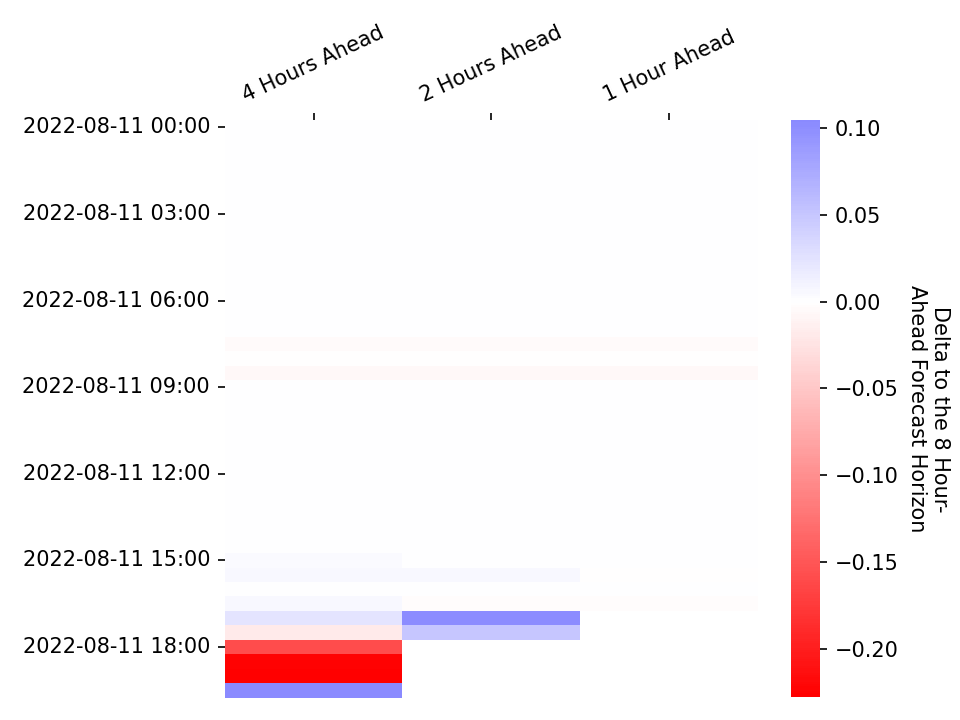 4 Hours Ahead
2 Hours Ahead
1 Hour Ahead
2022-08-11 00:00
2022-08-11 03:00
2022-08-11 06:00
2022-08-11 09:00
2022-08-11 12:00
2022-08-11 15:00
2022-08-11 18:00
0.10
0.05
0.00
−0.05
−0.10
−0.15
−0.20
Delta to the 8 Hour-
Ahead Forecast Horizon